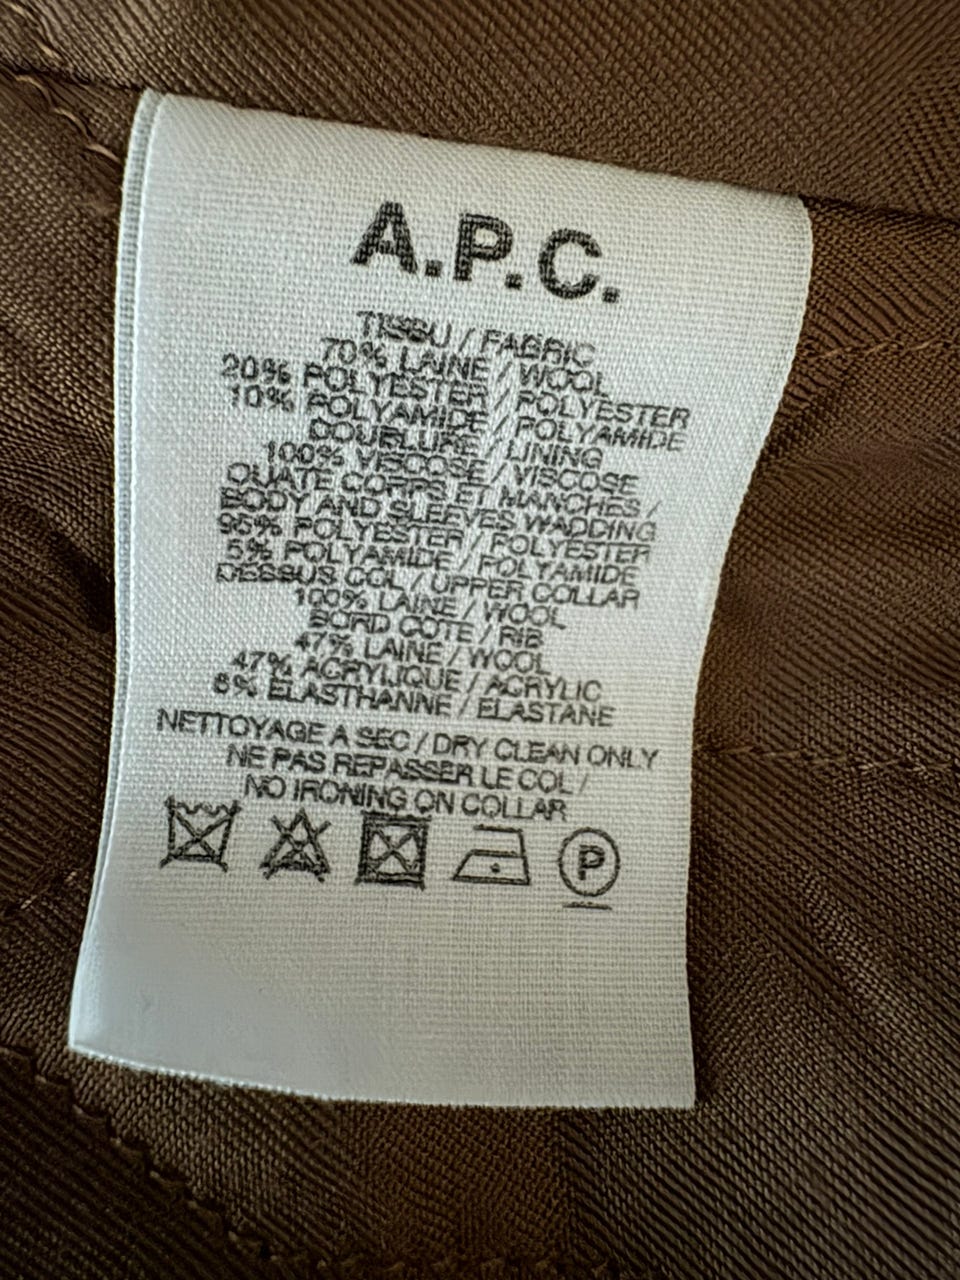 A.P.C.
TISSU / FABRIC
70% LAINE / WOOL
20% POLYESTER / POLYESTER
10% POLYAMIDE / POLYAMIDE
DOUBLURE / LINING
100% VISCOSE / VISCOSE
OUATE CORPS ET MANCHES /
BODY AND SLEEVES WADDING
95% POLYESTER / POLYESTER
5% POLYAMIDE / POLYAMIDE
DESSUS COL / UPPER COLLAR
100% LAINE / WOOL
BORD COTE / RIB
47% LAINE / WOOL
47% ACRYLIQUE / ACRYLIC
6% ELASTHANNE / ELASTANE
NETTOYAGE A SEC / DRY CLEAN ONLY
NE PAS REPASSER LE COL /
NO IRONING ON COLLAR
P